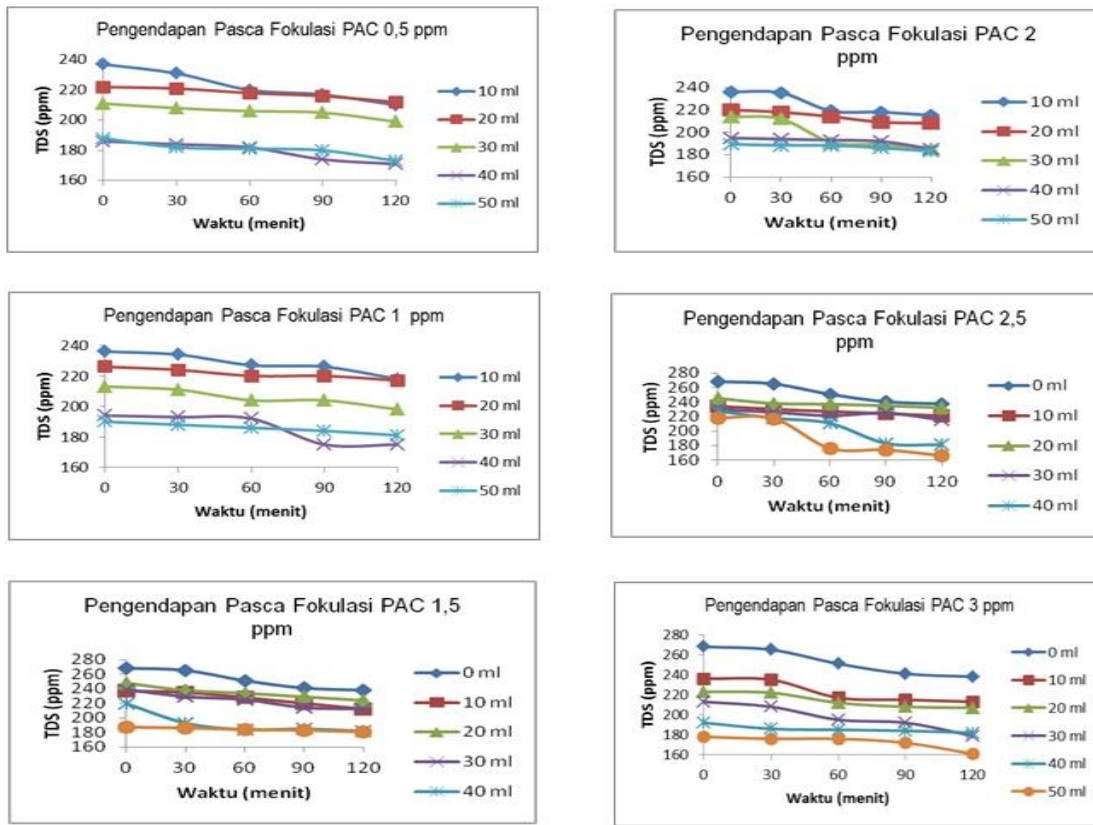 Pengendapan Pasca Fokulasi PAC 0,5 ppm
TDS (ppm)
240
220
200
180
160
0 30 60 90 120
Waktu (menit)
10 ml
20 ml
30 ml
40 ml
50 ml
Pengendapan Pasca Fokulasi PAC 2
ppm
TDS (ppm)
240
220
200
180
160
0 30 60 90 120
Waktu (menit)
10 ml
20 ml
30 ml
40 ml
50 ml
Pengendapan Pasca Fokulasi PAC 1 ppm
TDS (ppm)
240
220
200
180
160
0 30 60 90 120
Waktu (menit)
10 ml
20 ml
30 ml
40 ml
50 ml
Pengendapan Pasca Fokulasi PAC 2,5
ppm
TDS (ppm)
280
260
240
220
200
180
160
0 30 60 90 120
Waktu (menit)
0 ml
10 ml
20 ml
30 ml
40 ml
Pengendapan Pasca Fokulasi PAC 1,5
ppm
TDS (ppm)
280
260
240
220
200
180
160
0 30 60 90 120
Waktu (menit)
0 ml
10 ml
20 ml
30 ml
40 ml
Pengendapan Pasca Fokulasi PAC 3 ppm
TDS (ppm)
280
260
240
220
200
180
160
0 30 60 90 120
Waktu (menit)
0 ml
10 ml
20 ml
30 ml
40 ml
50 ml